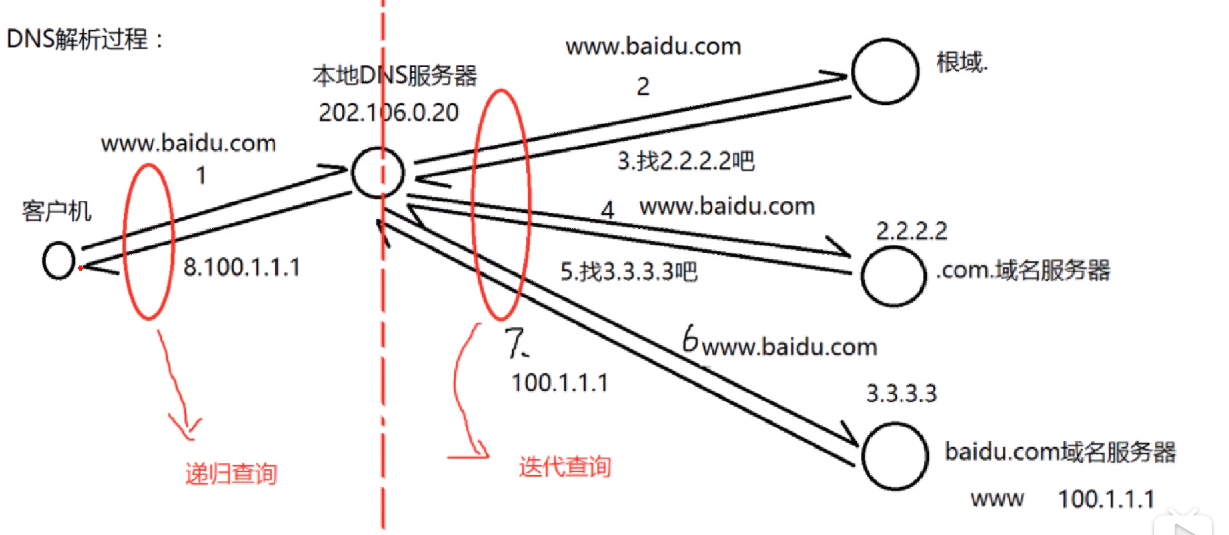 DNS解析过程：
www.baidu.com
2
根域.
本地DNS服务器
202.106.0.20
www.baidu.com
1
3.找2.2.2.2吧
客户机
4
www.baidu.com
2.2.2.2
8.100.1.1.1
5.找3.3.3.3吧
.com.域名服务器
7.
100.1.1.1
6
www.baidu.com
3.3.3.3
baidu.com域名服务器
www 100.1.1.1
递归查询
迭代查询